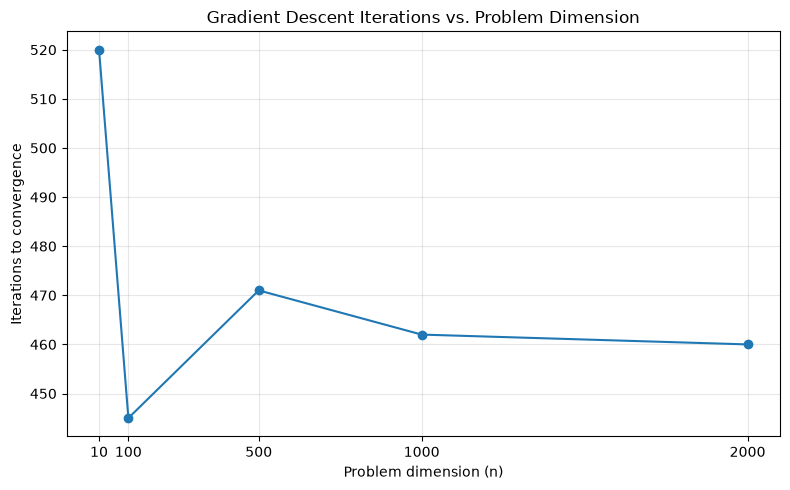 Gradient Descent Iterations vs. Problem Dimension
Iterations to convergence
520
510
500
490
480
470
460
450
10 100 500 1000 2000
Problem dimension (n)